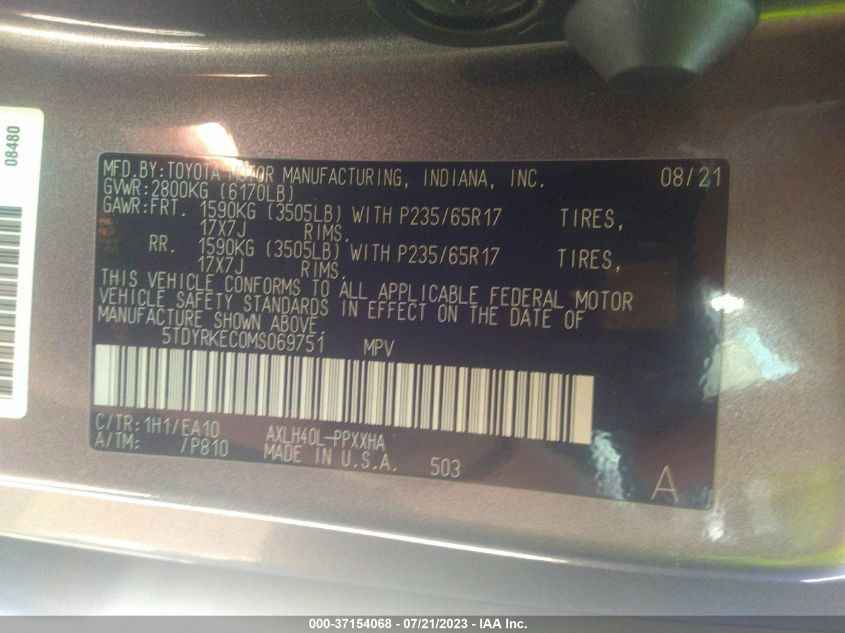 08480
MFD.BY:TOYOTA MOTOR MANUFACTURING, INDIANA, INC. 08/21
GVWR:2800KG (6170LB)
GAWR:FRT. 1590KG (3505LB) WITH P235/65R17 TIRES,
17X7J RIMS.
RR. 1590KG (3505LB) WITH P235/65R17 TIRES,
17X7J RIMS.
THIS VEHICLE CONFORMS TO ALL APPLICABLE FEDERAL MOTOR
VEHICLE SAFETY STANDARDS IN EFFECT ON THE DATE OF
MANUFACTURE SHOWN ABOVE.
5TDYRKEC0MS069751 MPV
C/TR:1H1/EA10 AXLH40L-PPXXHA
A/TM: /P810 MADE IN U.S.A. 503
A
000-37154068 - 07/21/2023 - IAA Inc.